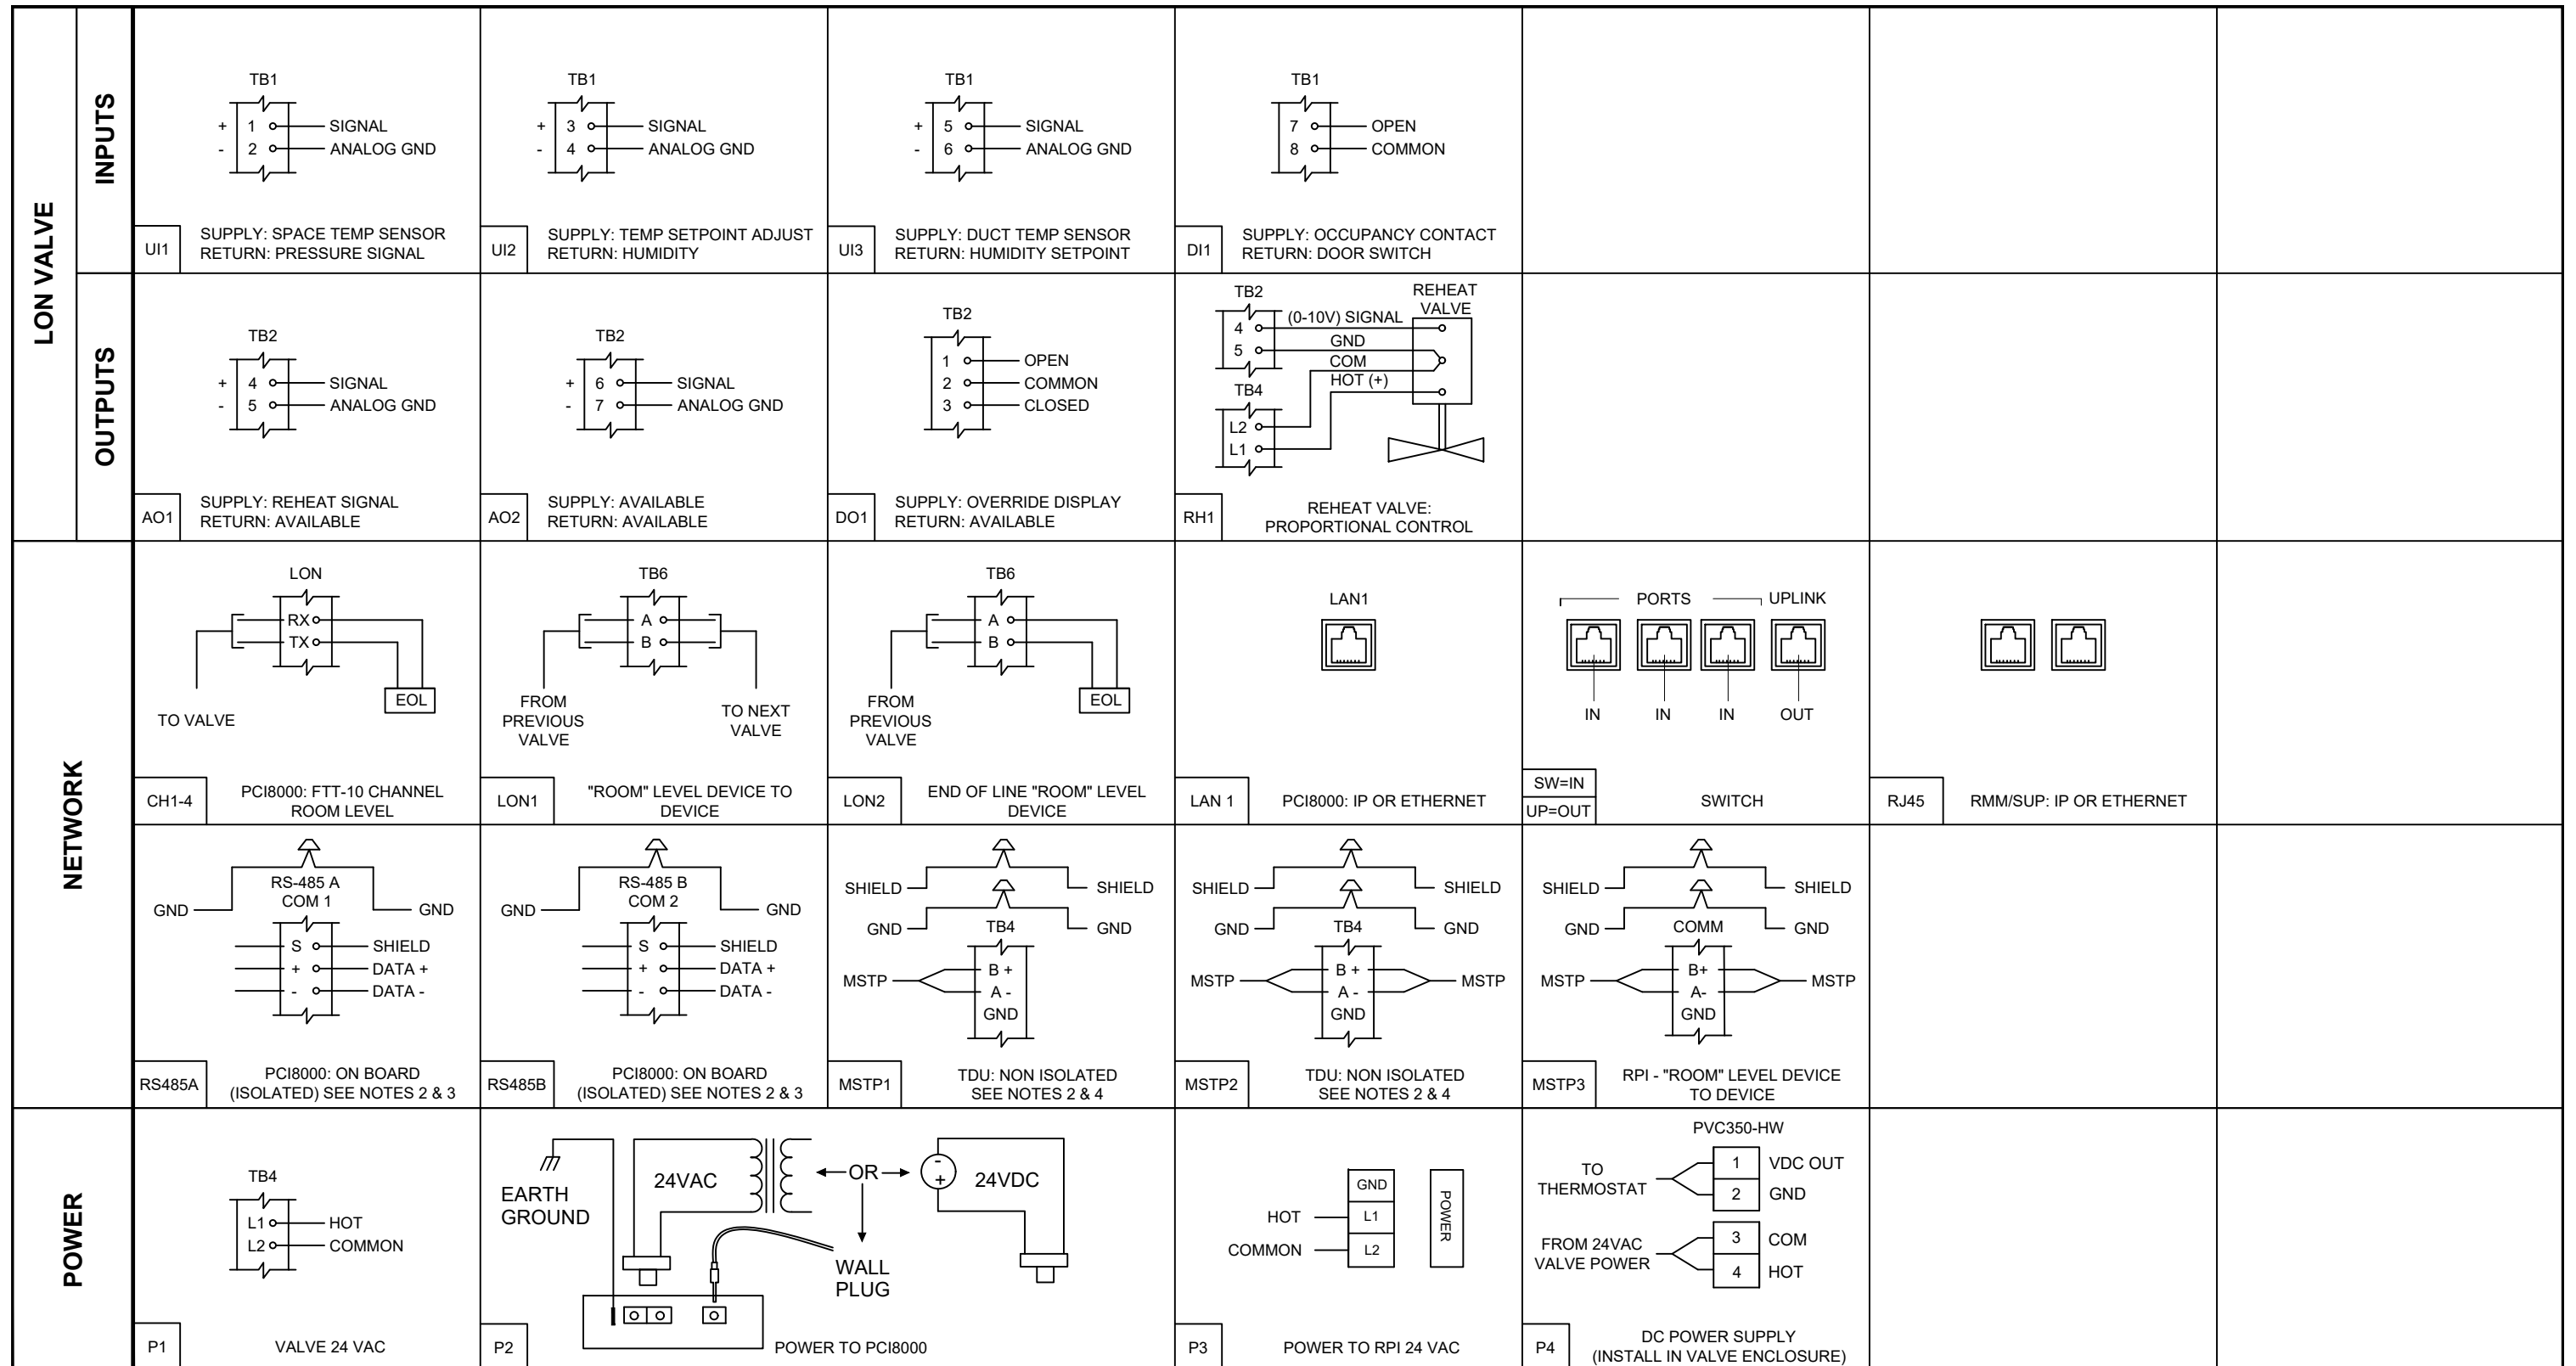 LON VALVE
INPUTS
TB1
+ 1 SIGNAL
- 2 ANALOG GND
UI1
SUPPLY: SPACE TEMP SENSOR
RETURN: PRESSURE SIGNAL
TB1
+ 3 SIGNAL
- 4 ANALOG GND
UI2
SUPPLY: TEMP SETPOINT ADJUST
RETURN: HUMIDITY
TB1
+ 5 SIGNAL
- 6 ANALOG GND
UI3
SUPPLY: DUCT TEMP SENSOR
RETURN: HUMIDITY SETPOINT
TB1
7 OPEN
8 COMMON
DI1
SUPPLY: OCCUPANCY CONTACT
RETURN: DOOR SWITCH
OUTPUTS
TB2
+ 4 SIGNAL
- 5 ANALOG GND
AO1
SUPPLY: REHEAT SIGNAL
RETURN: AVAILABLE
TB2
+ 6 SIGNAL
- 7 ANALOG GND
AO2
SUPPLY: AVAILABLE
RETURN: AVAILABLE
TB2
1 OPEN
2 COMMON
3 CLOSED
DO1
SUPPLY: OVERRIDE DISPLAY
RETURN: AVAILABLE
TB2
REHEAT
VALVE
4 (0-10V) SIGNAL
5 GND
COM
HOT (+)
TB4
L2
L1
RH1
REHEAT VALVE:
PROPORTIONAL CONTROL
NETWORK
LON
RX
TX
EOL
TO VALVE
CH1-4
PCI8000: FTT-10 CHANNEL
ROOM LEVEL
TB6
A
B
FROM
PREVIOUS
VALVE
TO NEXT
VALVE
LON1
"ROOM" LEVEL DEVICE TO
DEVICE
TB6
A
B
EOL
FROM
PREVIOUS
VALVE
LON2
END OF LINE "ROOM" LEVEL
DEVICE
LAN1
LAN 1
PCI8000: IP OR ETHERNET
PORTS UPLINK
IN IN IN OUT
SW=IN
UP=OUT
SWITCH
RJ45
RMM/SUP: IP OR ETHERNET
RS-485 A
COM 1
GND GND
S SHIELD
+ DATA +
- DATA -
RS485A
PCI8000: ON BOARD
(ISOLATED) SEE NOTES 2 & 3
RS-485 B
COM 2
GND GND
S SHIELD
+ DATA +
- DATA -
RS485B
PCI8000: ON BOARD
(ISOLATED) SEE NOTES 2 & 3
SHIELD SHIELD
GND TB4 GND
B +
MSTP
A -
GND
MSTP1
TDU: NON ISOLATED
SEE NOTES 2 & 4
SHIELD SHIELD
GND TB4 GND
B +
MSTP MSTP
A -
GND
MSTP2
TDU: NON ISOLATED
SEE NOTES 2 & 4
SHIELD SHIELD
GND COMM GND
B+
MSTP MSTP
A-
GND
MSTP3
RPI - "ROOM" LEVEL DEVICE
TO DEVICE
POWER
TB4
L1 HOT
L2 COMMON
P1
VALVE 24 VAC
EARTH
GROUND
24VAC
OR
-
+
24VDC
WALL
PLUG
P2
POWER TO PCI8000
GND
HOT L1
COMMON L2
POWER
P3
POWER TO RPI 24 VAC
PVC350-HW
TO
THERMOSTAT
1 VDC OUT
2 GND
FROM 24VAC
VALVE POWER
3 COM
4 HOT
P4
DC POWER SUPPLY
(INSTALL IN VALVE ENCLOSURE)